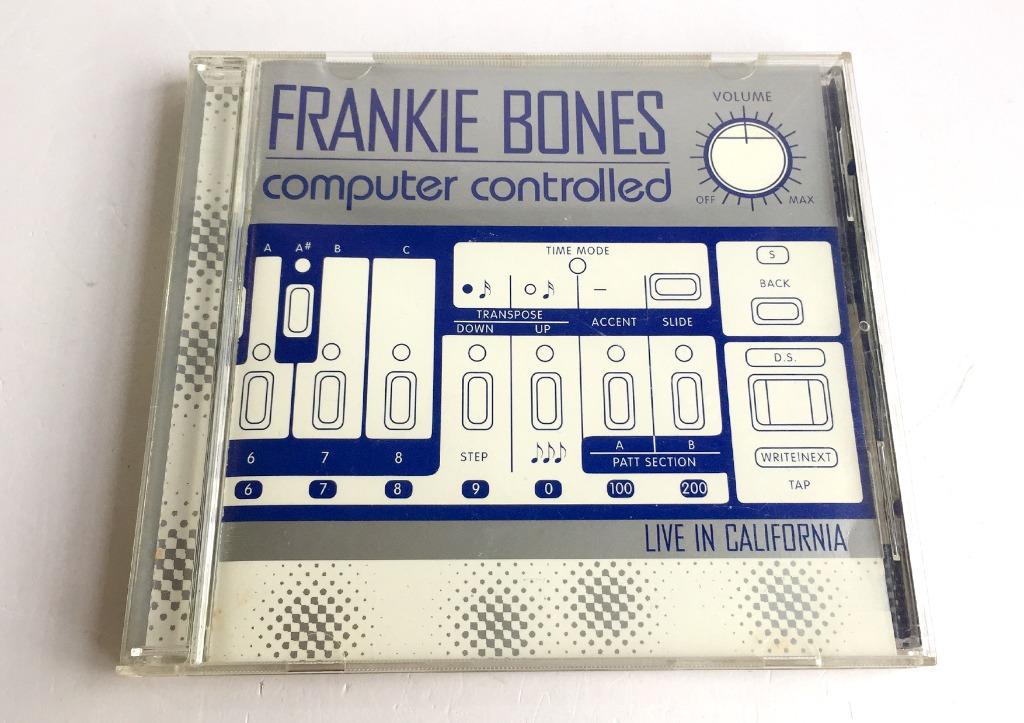 FRANKIE BONES
computer controlled
VOLUME
OFF MAX
A A# B C
TIME MODE
TRANSPOSE
DOWN UP ACCENT SLIDE
S
BACK
D.S.
6 7 8 STEP
A B
PATT SECTION
WRITE/NEXT
TAP
6 7 8 9 0 100 200
LIVE IN CALIFORNIA